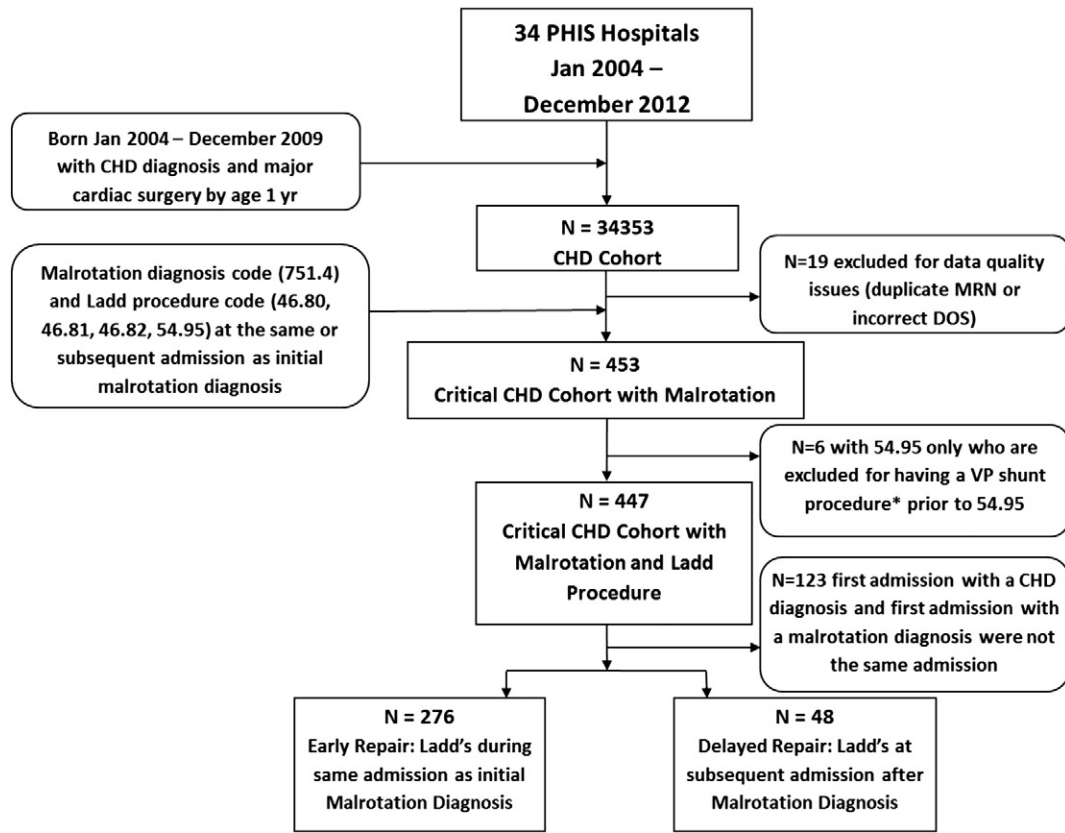 34 PHIS Hospitals
Jan 2004 –
December 2012
Born Jan 2004 – December 2009
with CHD diagnosis and major
cardiac surgery by age 1 yr
N = 34353
CHD Cohort
Malrotation diagnosis code (751.4)
and Ladd procedure code (46.80,
46.81, 46.82, 54.95) at the same or
subsequent admission as initial
malrotation diagnosis
N=19 excluded for data quality
issues (duplicate MRN or
incorrect DOS)
N = 453
Critical CHD Cohort with Malrotation
N=6 with 54.95 only who are
excluded for having a VP shunt
procedure* prior to 54.95
N = 447
Critical CHD Cohort with
Malrotation and Ladd
Procedure
N=123 first admission with a CHD
diagnosis and first admission with
a malrotation diagnosis were not
the same admission
N = 276
Early Repair: Ladd’s during
same admission as initial
Malrotation Diagnosis
N = 48
Delayed Repair: Ladd’s at
subsequent admission after
Malrotation Diagnosis